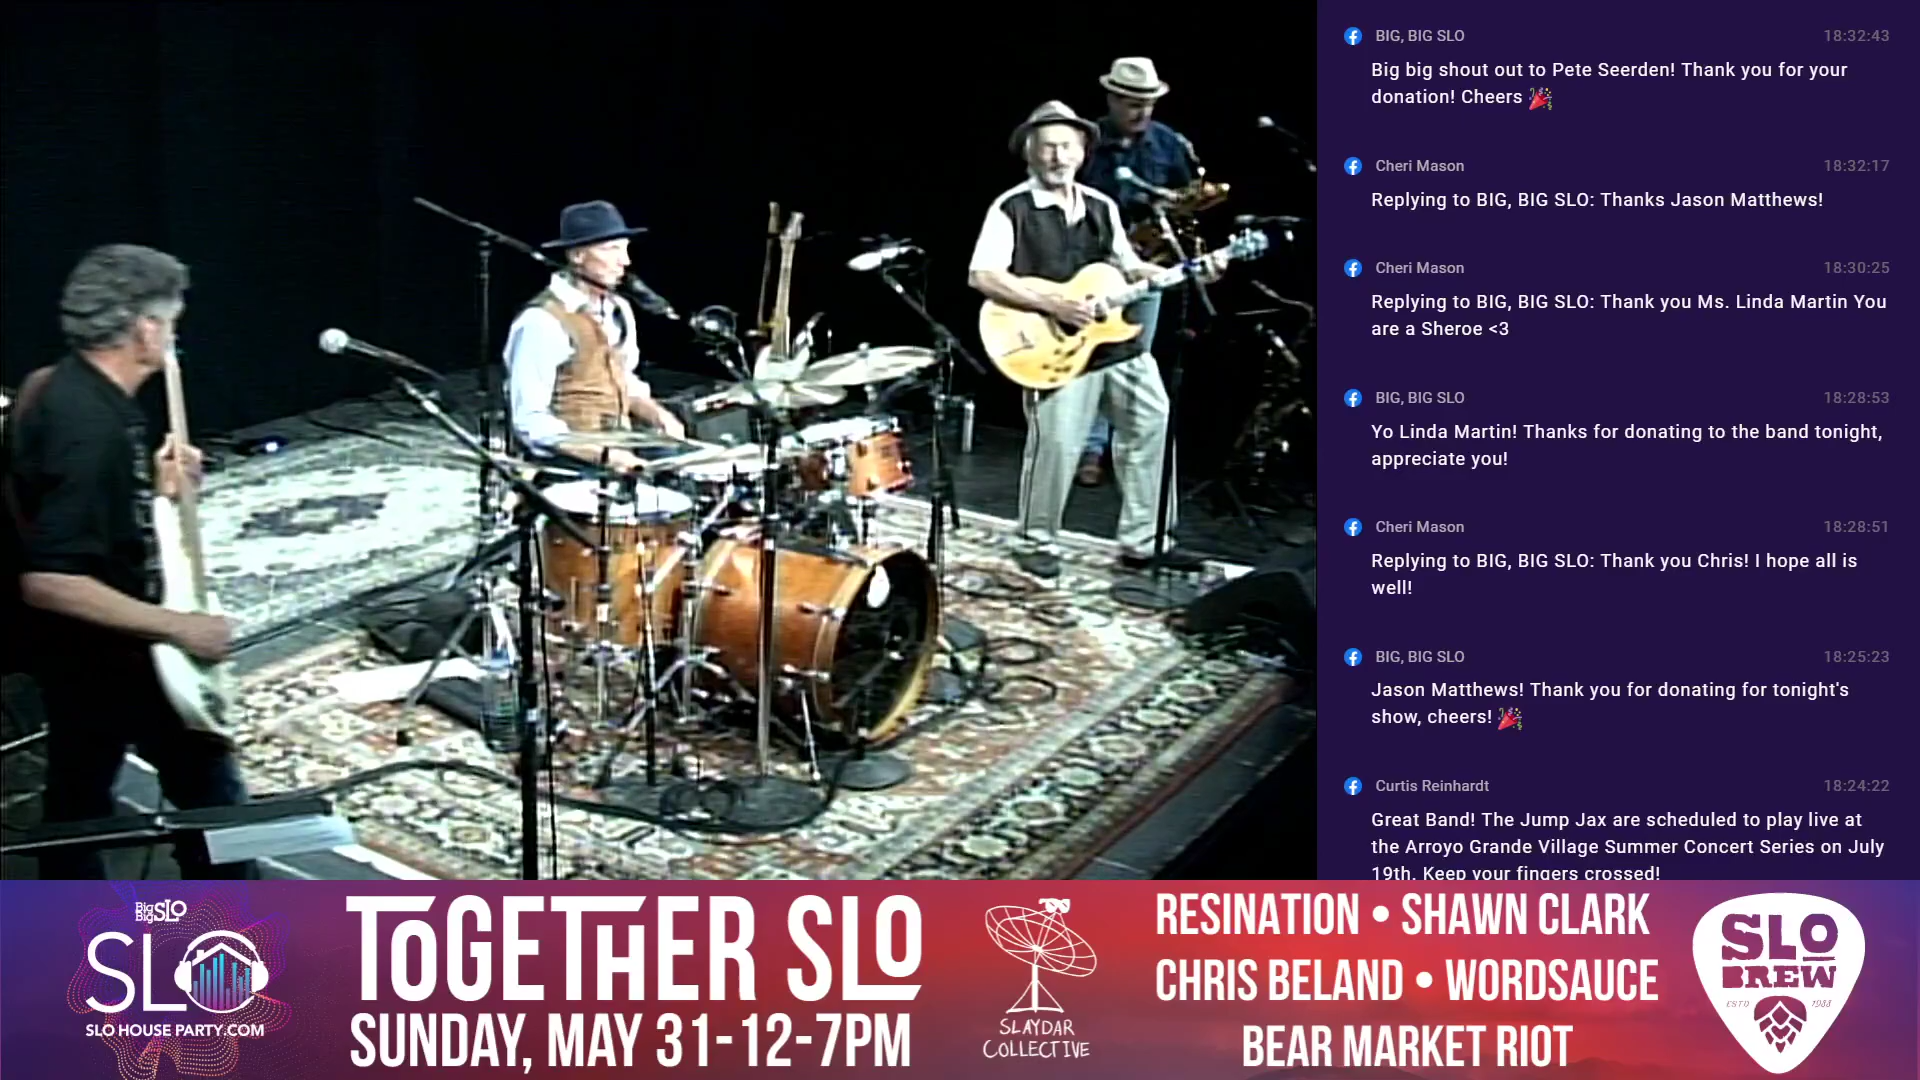 BIG, BIG SLO 18:32:43
Big big shout out to Pete Seerden! Thank you for your
donation! Cheers 🎉
Cheri Mason 18:32:17
Replying to BIG, BIG SLO: Thanks Jason Matthews!
Cheri Mason 18:30:25
Replying to BIG, BIG SLO: Thank you Ms. Linda Martin You
are a Sheroe <3
BIG, BIG SLO 18:28:53
Yo Linda Martin! Thanks for donating to the band tonight,
appreciate you!
Cheri Mason 18:28:51
Replying to BIG, BIG SLO: Thank you Chris! I hope all is
well!
BIG, BIG SLO 18:25:23
Jason Matthews! Thank you for donating for tonight's
show, cheers! 🎉
Curtis Reinhardt 18:24:22
Great Band! The Jump Jax are scheduled to play live at
the Arroyo Grande Village Summer Concert Series on July
19th. Keep your fingers crossed!
Big Big SLO
SLO
SLO HOUSE PARTY.COM
TOGETHER SLO
SUNDAY, MAY 31-12-7PM
SLAYDAR
COLLECTIVE
RESINATION • SHAWN CLARK
CHRIS BELAND • WORDSAUCE
BEAR MARKET RIOT
SLO
BREW
ESTD 1988